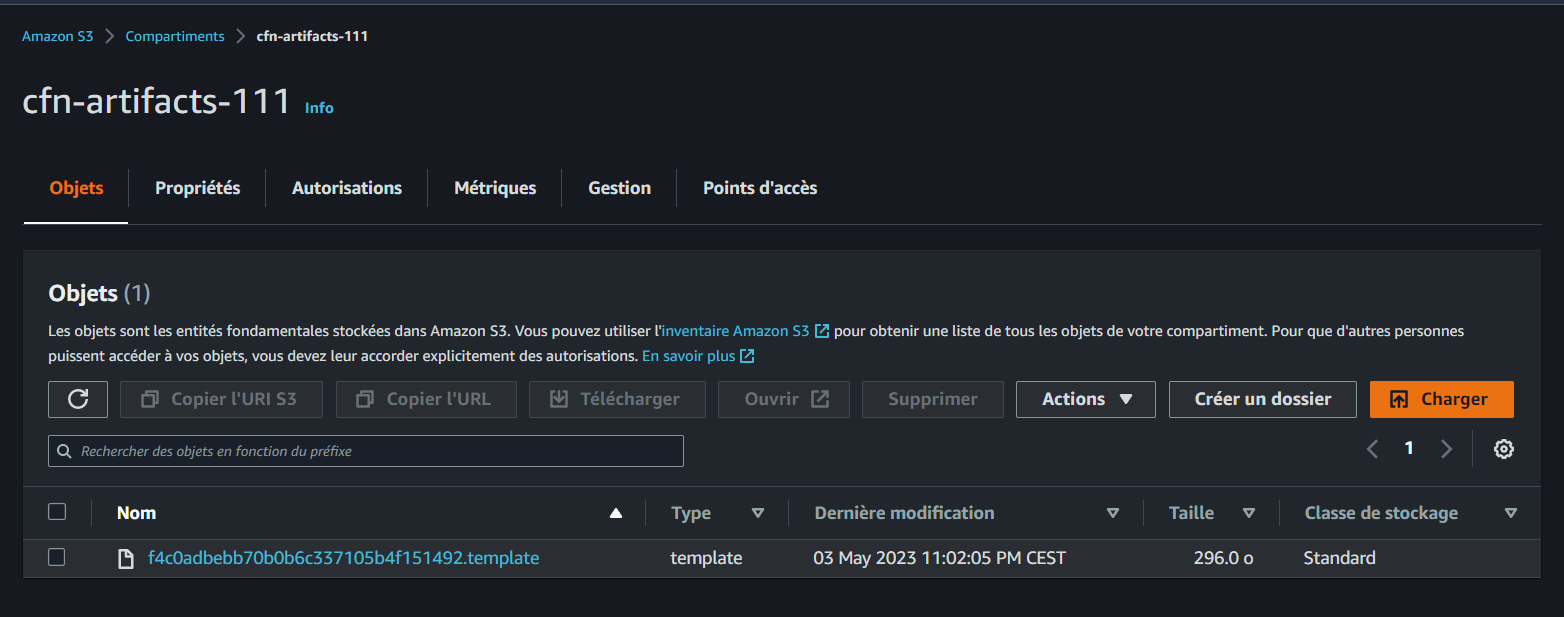 Amazon S3 > Compartiments > cfn-artifacts-111
cfn-artifacts-111 Info
Objets Propriétés Autorisations Métriques Gestion Points d'accès
Objets (1)
Les objets sont les entités fondamentales stockées dans Amazon S3. Vous pouvez utiliser l'inventaire Amazon S3 pour obtenir une liste de tous les objets de votre compartiment. Pour que d'autres personnes
puissent accéder à vos objets, vous devez leur accorder explicitement des autorisations. En savoir plus
Copier l'URI S3 Copier l'URL Télécharger Ouvrir Supprimer Actions Créer un dossier Charger
Rechercher des objets en fonction du préfixe 1
Nom Type Dernière modification Taille Classe de stockage
f4c0adbebb70b0b6c337105b4f151492.template template 03 May 2023 11:02:05 PM CEST 296.0 o Standard